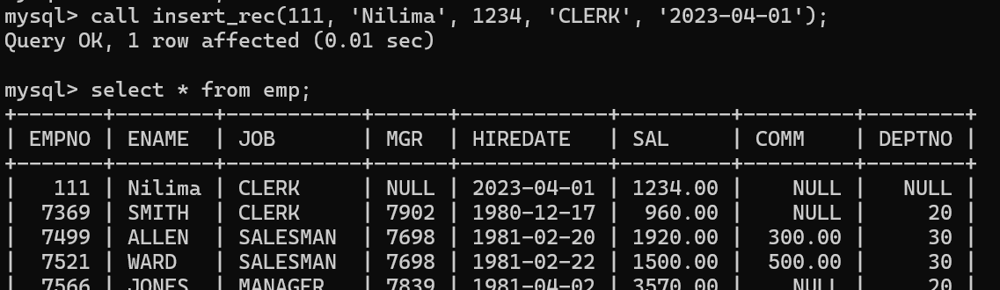 mysql> call insert_rec(111, 'Nilima', 1234, 'CLERK', '2023-04-01');
Query OK, 1 row affected (0.01 sec)
mysql> select * from emp;
+-------+--------+-----------+------+------------+---------+--------+--------+
| EMPNO | ENAME  | JOB       | MGR  | HIREDATE   | SAL     | COMM   | DEPTNO |
+-------+--------+-----------+------+------------+---------+--------+--------+
|   111 | Nilima | CLERK     | NULL | 2023-04-01 | 1234.00 |   NULL |   NULL |
|  7369 | SMITH  | CLERK     | 7902 | 1980-12-17 |  960.00 |   NULL |     20 |
|  7499 | ALLEN  | SALESMAN  | 7698 | 1981-02-20 | 1920.00 | 300.00 |     30 |
|  7521 | WARD   | SALESMAN  | 7698 | 1981-02-22 | 1500.00 | 500.00 |     30 |
|  7566 | JONES  | MANAGER   | 7839 | 1981-04-02 | 3570.00 |   NULL |     20 |